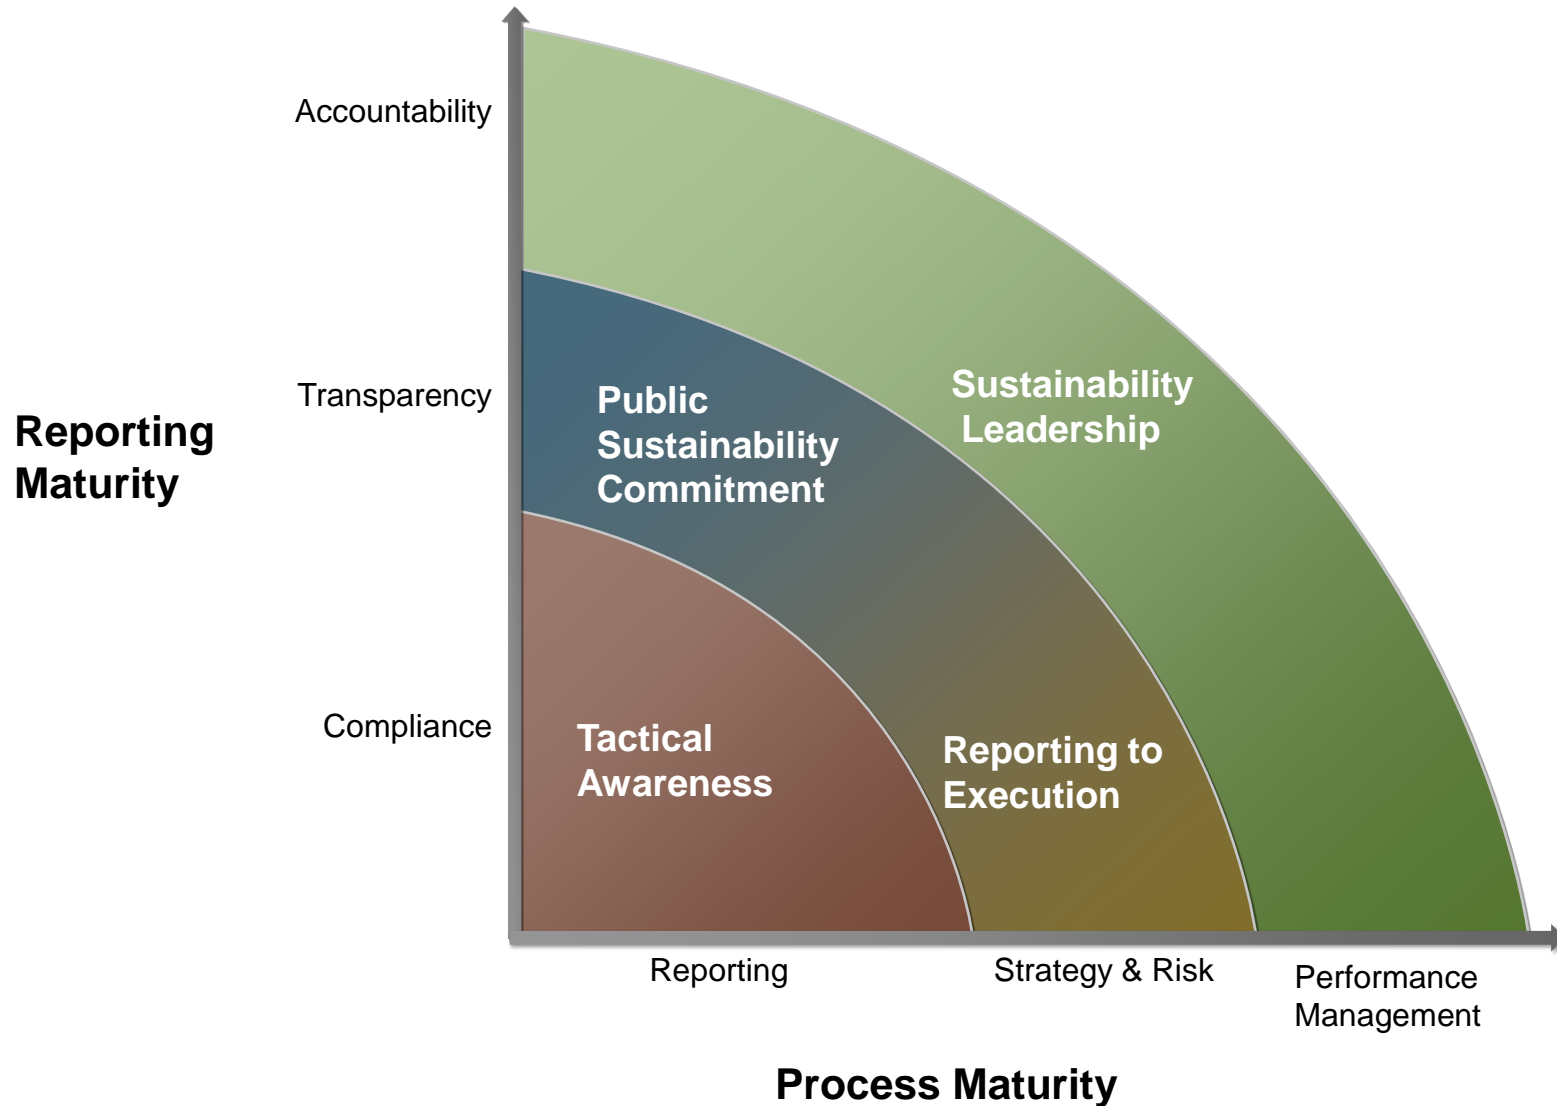 Accountability
Transparency
Reporting
Maturity
Compliance
Public
Sustainability
Commitment
Sustainability
Leadership
Tactical
Awareness
Reporting to
Execution
Reporting
Strategy & Risk
Performance
Management
Process Maturity